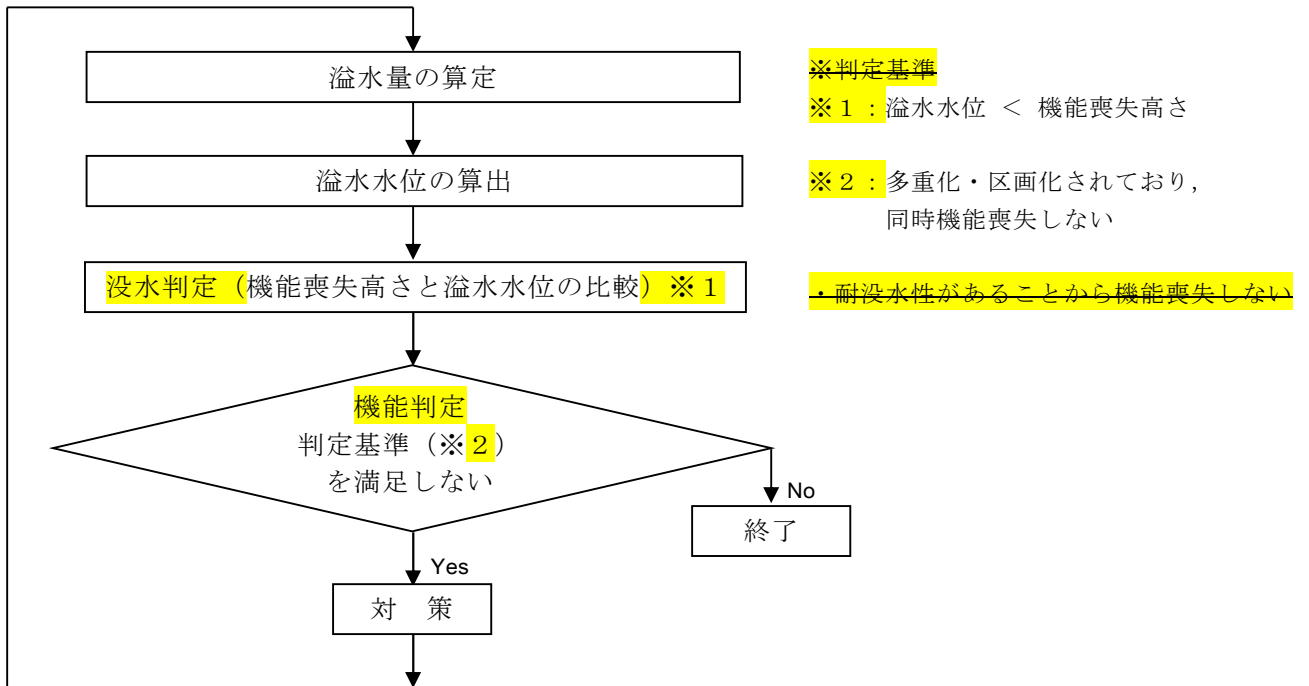 溢水量の算定
溢水水位の算出
没水判定（機能喪失高さと溢水水位の比較）※１
機能判定
判定基準（※２）
を満足しない
No
終了
Yes
対　策
※判定基準
※１：溢水水位 ＜ 機能喪失高さ
※２：多重化・区画化されており，
同時機能喪失しない
・耐没水性があることから機能喪失しない